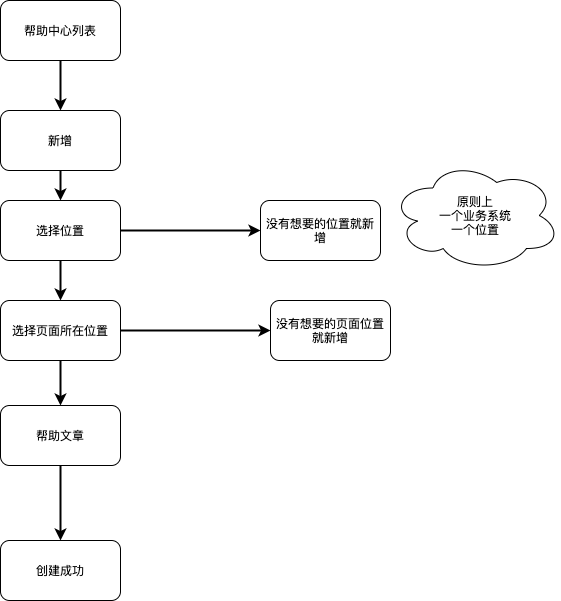 帮助中心列表
新增
原则上
一个业务系统
一个位置
选择位置
没有想要的位置就新
增
选择页面所在位置
没有想要的页面位置
就新增
帮助文章
创建成功